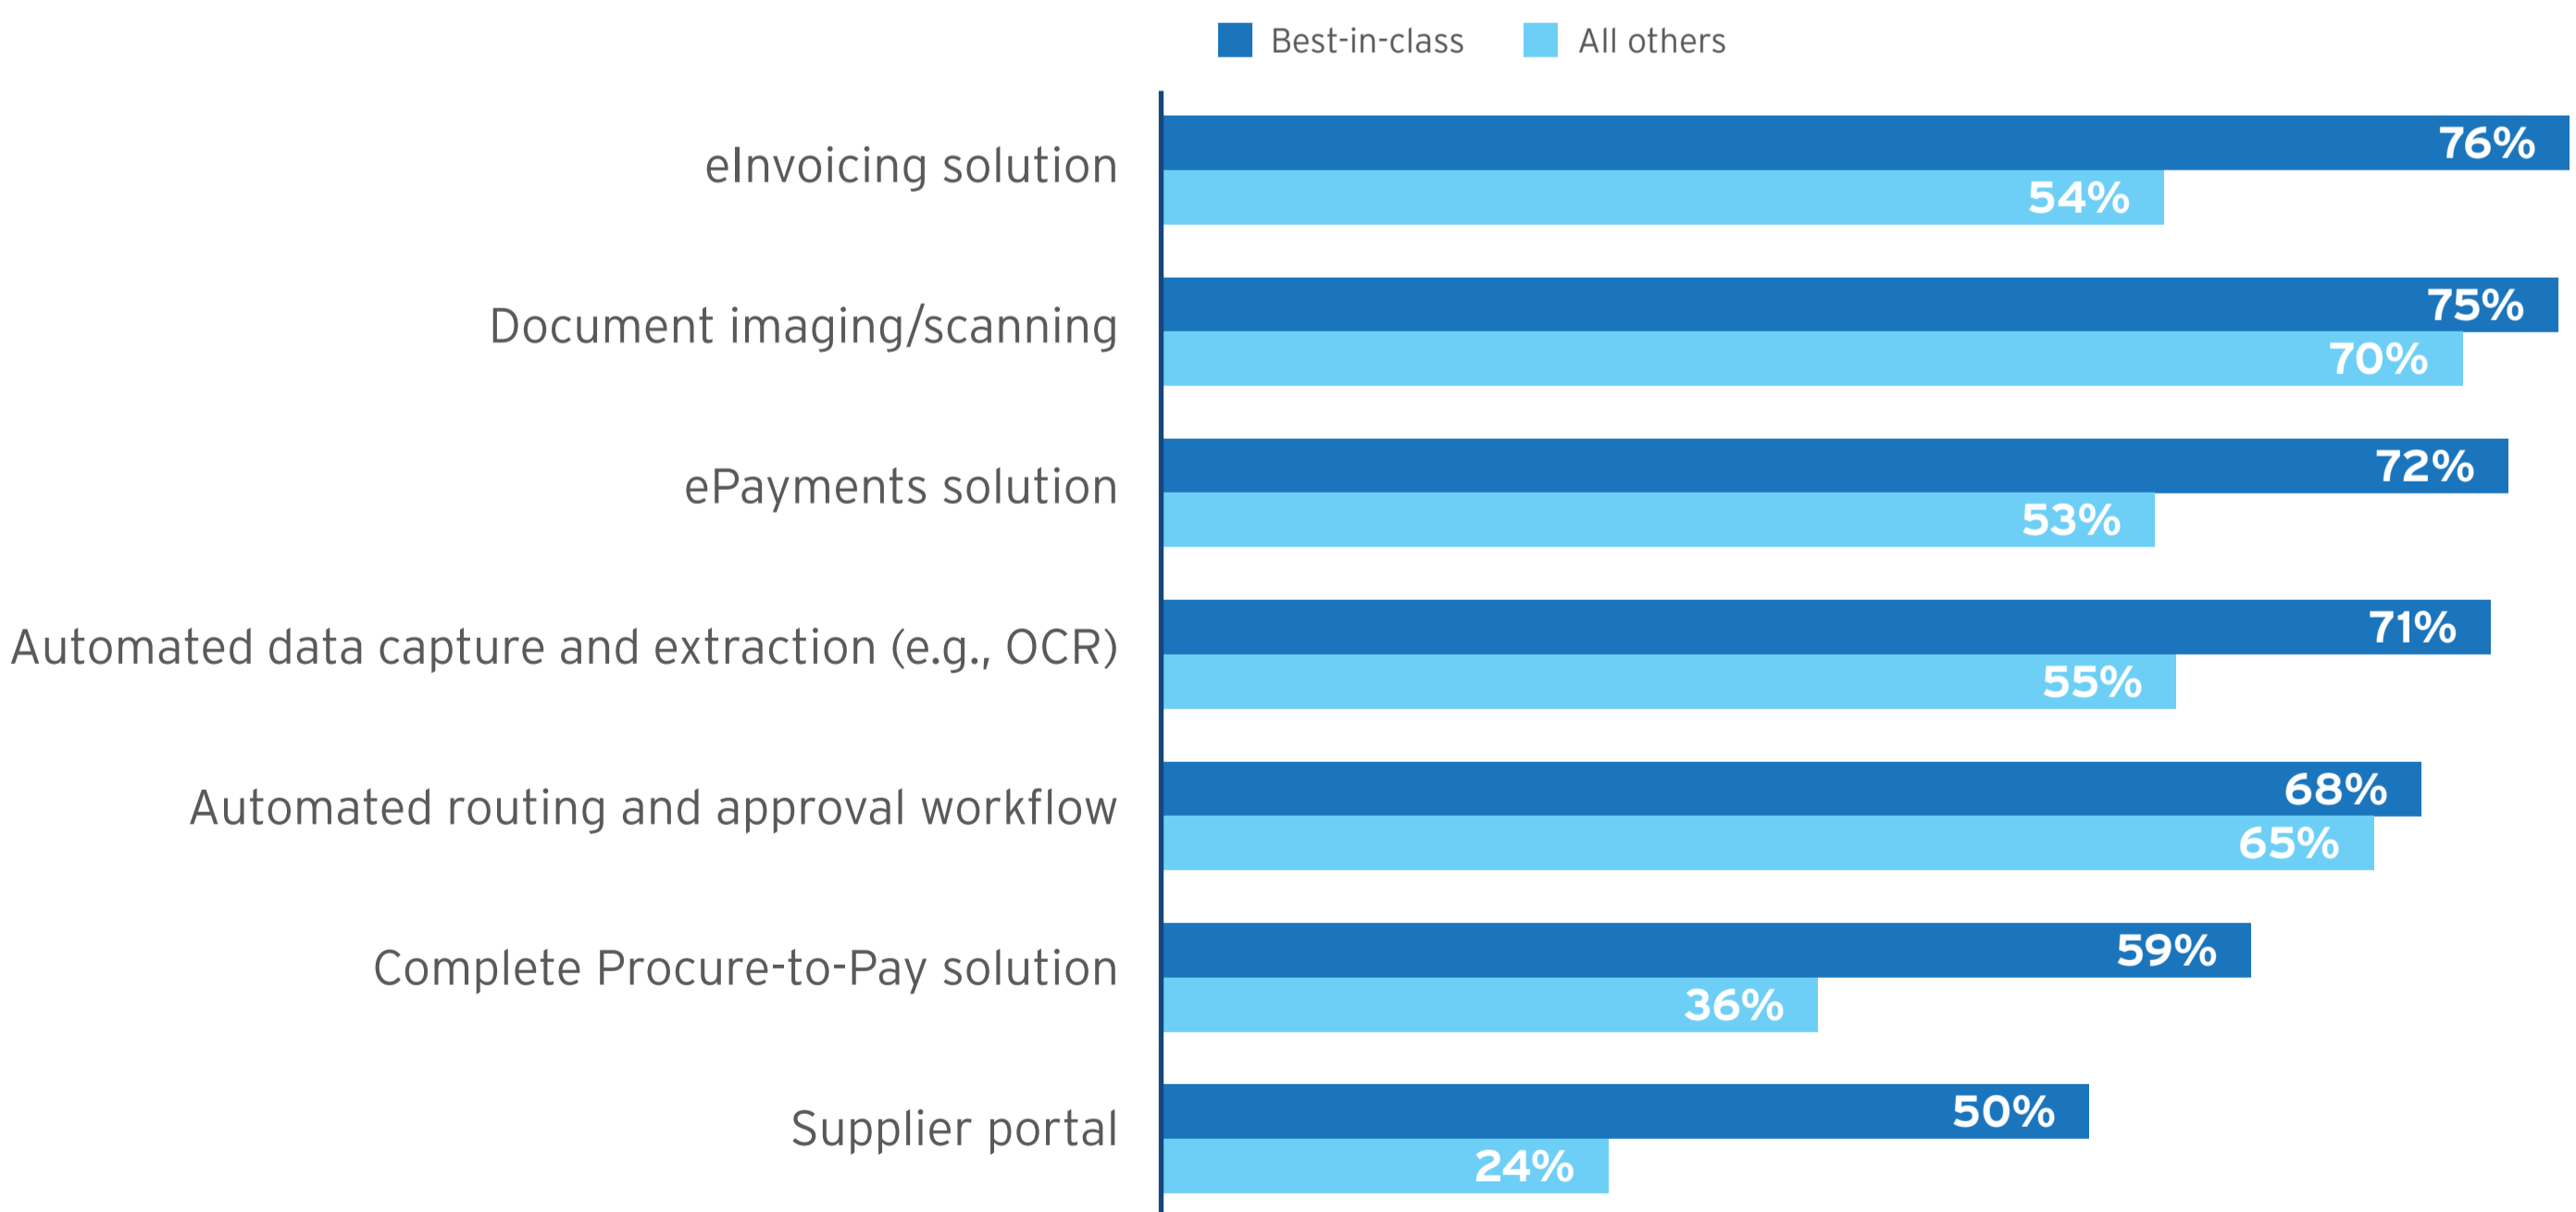 Best-in-class All others
eInvoicing solution
76%
54%
Document imaging/scanning
75%
70%
ePayments solution
72%
53%
Automated data capture and extraction (e.g., OCR)
71%
55%
Automated routing and approval workflow
68%
65%
Complete Procure-to-Pay solution
59%
36%
Supplier portal
50%
24%